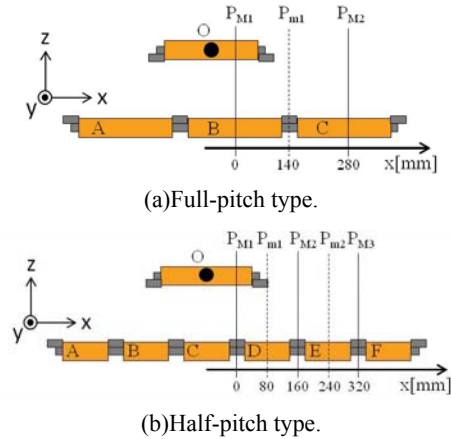 P_M1 P_m1 P_M2
O
z
y x
A B C
0 140 280 x[mm]
(a)Full-pitch type.
P_M1 P_m1 P_M2 P_m2 P_M3
O
z
y x
A B C D E F
0 80 160 240 320 x[mm]
(b)Half-pitch type.